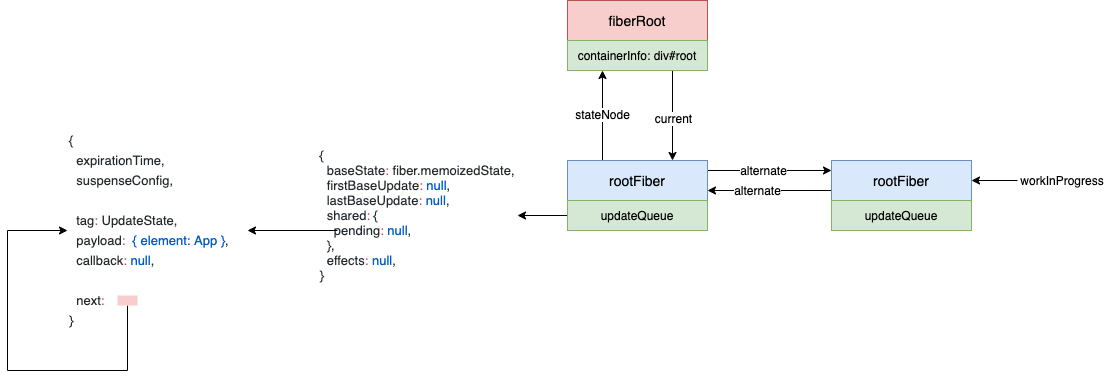 fiberRoot
containerInfo: div#root
stateNode
current
rootFiber
updateQueue
alternate
alternate
rootFiber
updateQueue
workInProgress
{
baseState: fiber.memoizedState,
firstBaseUpdate: null,
lastBaseUpdate: null,
shared: {
pending: null,
},
effects: null,
}
{
expirationTime,
suspenseConfig,
tag: UpdateState,
payload: { element: App },
callback: null,
next:
}